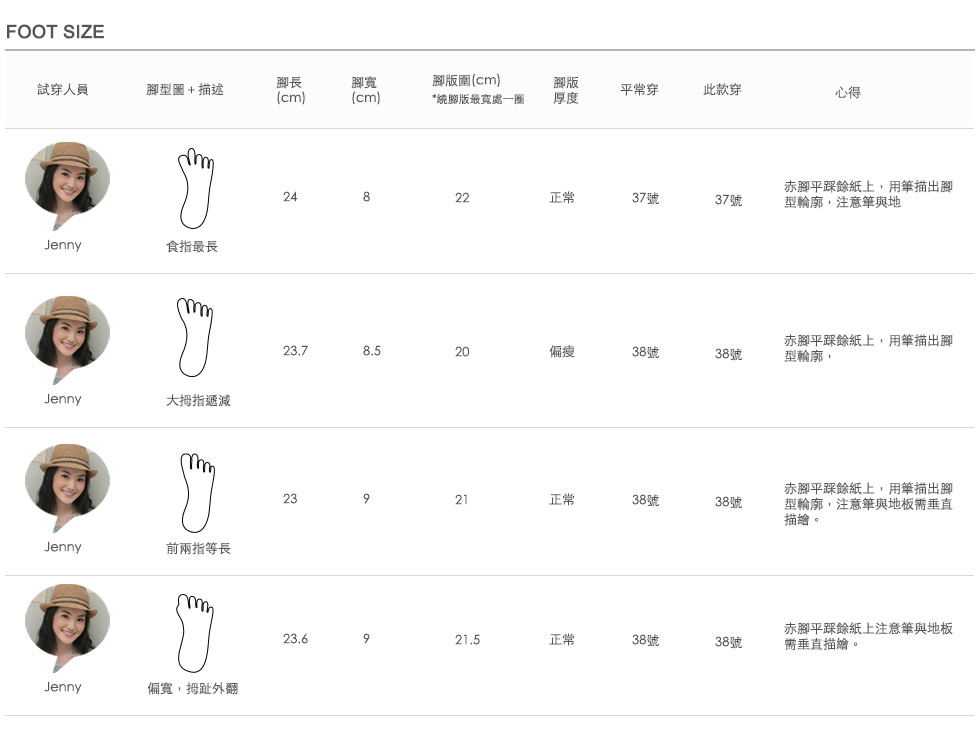 FOOT SIZE
試穿人員 腳型圖 + 描述 腳長 (cm) 腳寬 (cm) 腳版圍(cm) *繞腳版最寬處一圈 腳版 厚度 平常穿 此款穿 心得
24 8 22 正常 37號 37號 赤腳平踩餘紙上，用筆描出腳
型輪廓，注意筆與地
Jenny 食指最長
23.7 8.5 20 偏瘦 38號 38號 赤腳平踩餘紙上，用筆描出腳
型輪廓，
Jenny 大拇指遞減
23 9 21 正常 38號 38號 赤腳平踩餘紙上，用筆描出腳
型輪廓，注意筆與地板需垂直
描繪。
Jenny 前兩指等長
23.6 9 21.5 正常 38號 38號 赤腳平踩餘紙上注意筆與地板
需垂直描繪。
Jenny 偏寬，拇趾外翻